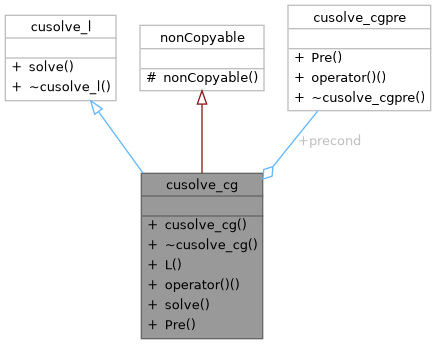 cusolve_l
+ solve()
+ ~cusolve_l()
nonCopyable
# nonCopyable()
cusolve_cgpre
+ Pre()
+ operator()()
+ ~cusolve_cgpre()
+precond
cusolve_cg
+ cusolve_cg()
+ ~cusolve_cg()
+ L()
+ operator()()
+ solve()
+ Pre()